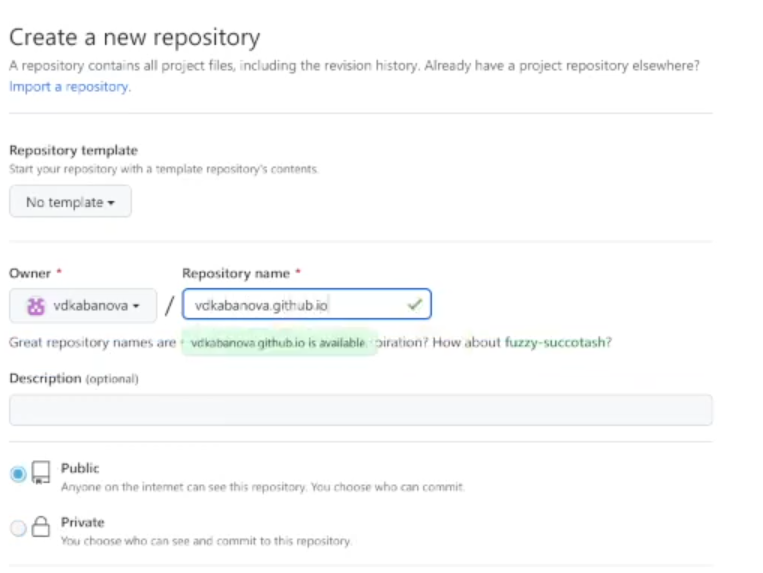 Create a new repository
A repository contains all project files, including the revision history. Already have a project repository elsewhere?
Import a repository.
Repository template
Start your repository with a template repository's contents.
No template
Owner * Repository name *
vdkabanova / vdkabanova.github.io
Great repository names are vdkabanova.github.io is available. piration? How about fuzzy-succotash?
Description (optional)
Public
Anyone on the internet can see this repository. You choose who can commit.
Private
You choose who can see and commit to this repository.